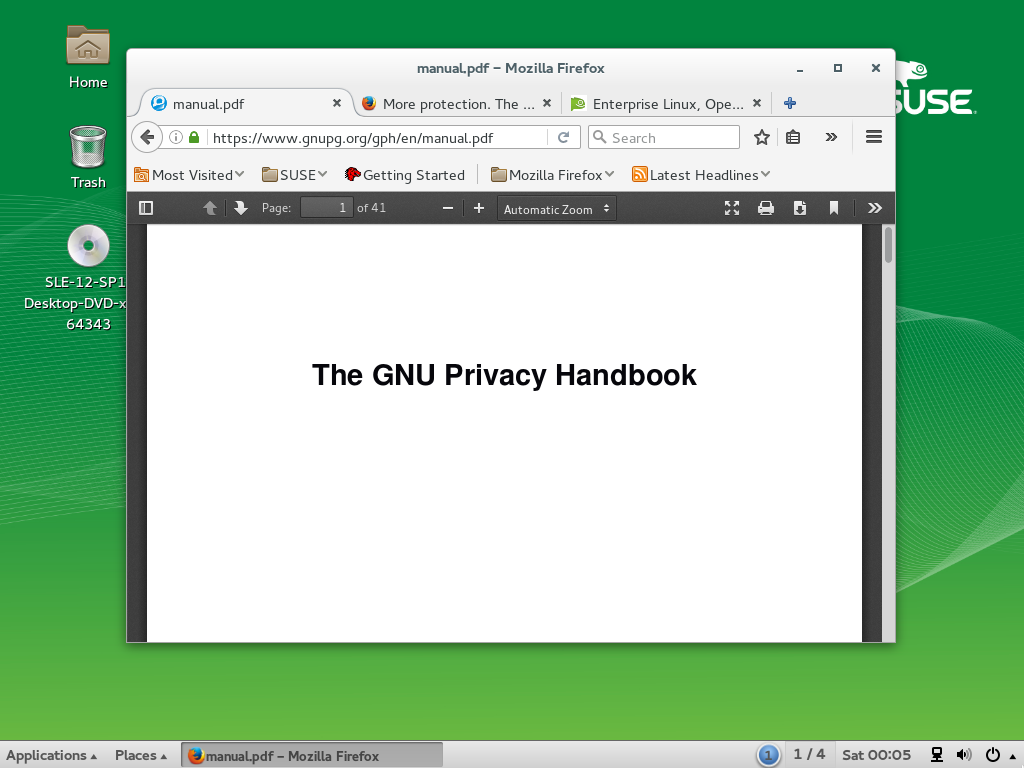 Home
Trash
SLE-12-SP1
Desktop-DVD-x
64343
SUSE
manual.pdf – Mozilla Firefox
manual.pdf
More protection. The ...
Enterprise Linux, Ope...
https://www.gnupg.org/gph/en/manual.pdf
Search
Most Visited
SUSE
Getting Started
Mozilla Firefox
Latest Headlines
Page: 1 of 41
Automatic Zoom
The GNU Privacy Handbook
Applications
Places
manual.pdf – Mozilla Firefox
1
1 / 4
Sat 00:05